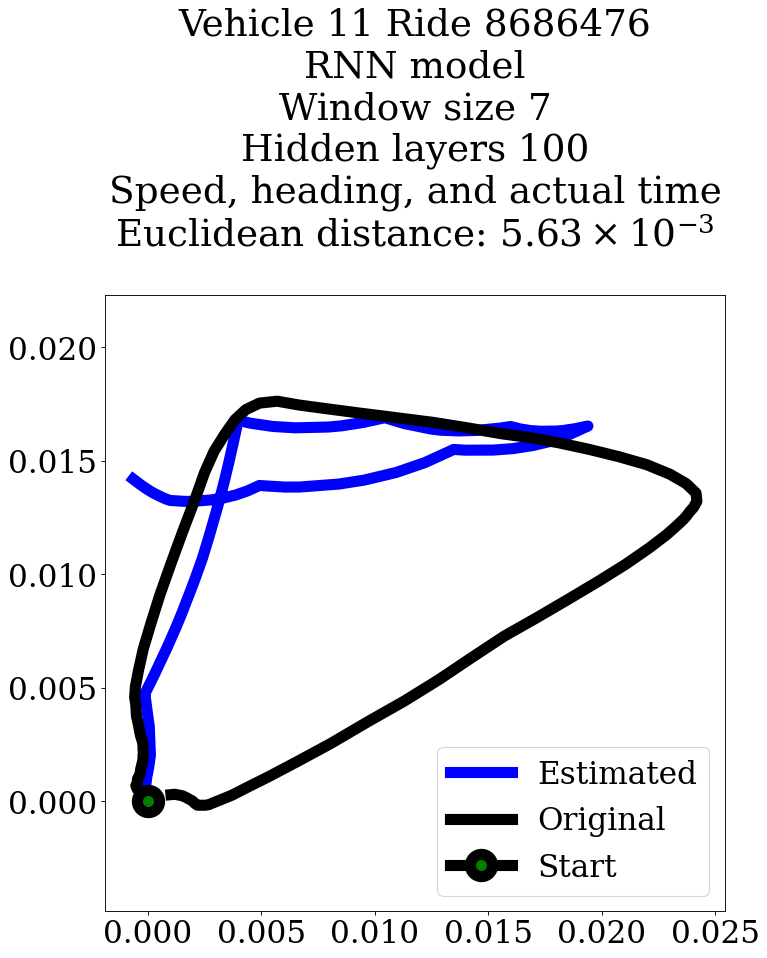 Vehicle 11 Ride 8686476
RNN model
Window size 7
Hidden layers 100
Speed, heading, and actual time
Euclidean distance: 5.63 × 10⁻³
0.020
0.015
0.010
0.005
0.000
Estimated
Original
Start
0.000 0.005 0.010 0.015 0.020 0.025